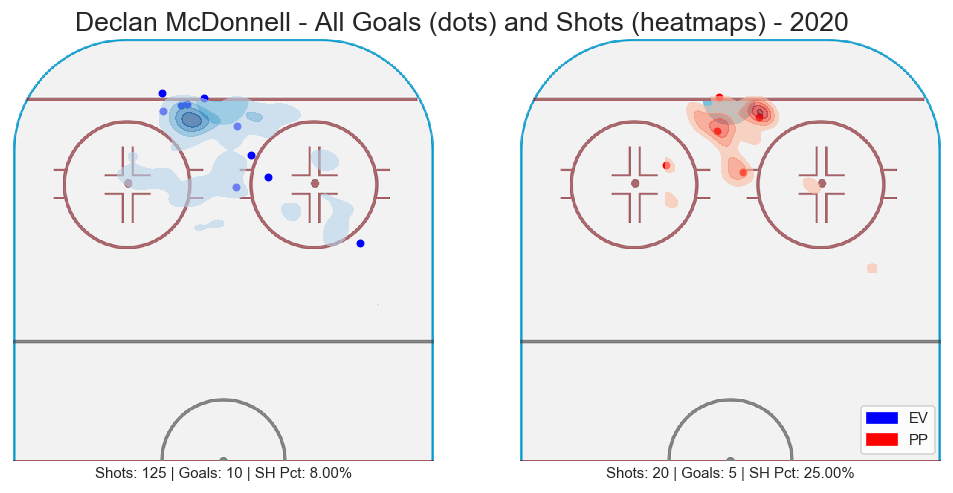 Declan McDonnell - All Goals (dots) and Shots (heatmaps) - 2020
EV
PP
Shots: 125 | Goals: 10 | SH Pct: 8.00%
Shots: 20 | Goals: 5 | SH Pct: 25.00%